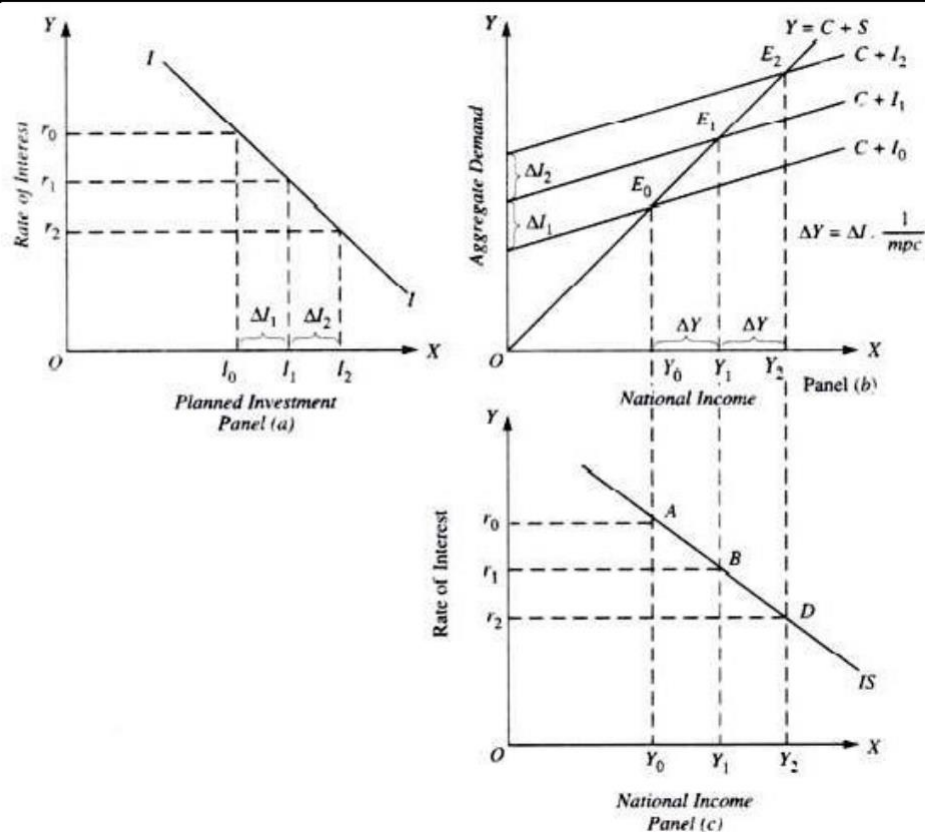 Y
I
r0
r1
r2
Rate of Interest
I
ΔI1 ΔI2
O I0 I1 I2 X
Planned Investment
Panel (a)
Y
Y = C + S
E2
C + I2
E1
C + I1
E0
C + I0
ΔI2
ΔI1
Aggregate Demand
ΔY = ΔI . 1/mpc
ΔY ΔY
O Y0 Y1 Y2 X
National Income
Panel (b)
Y
r0 A
r1 B
r2 D
Rate of Interest
IS
O Y0 Y1 Y2 X
National Income
Panel (c)